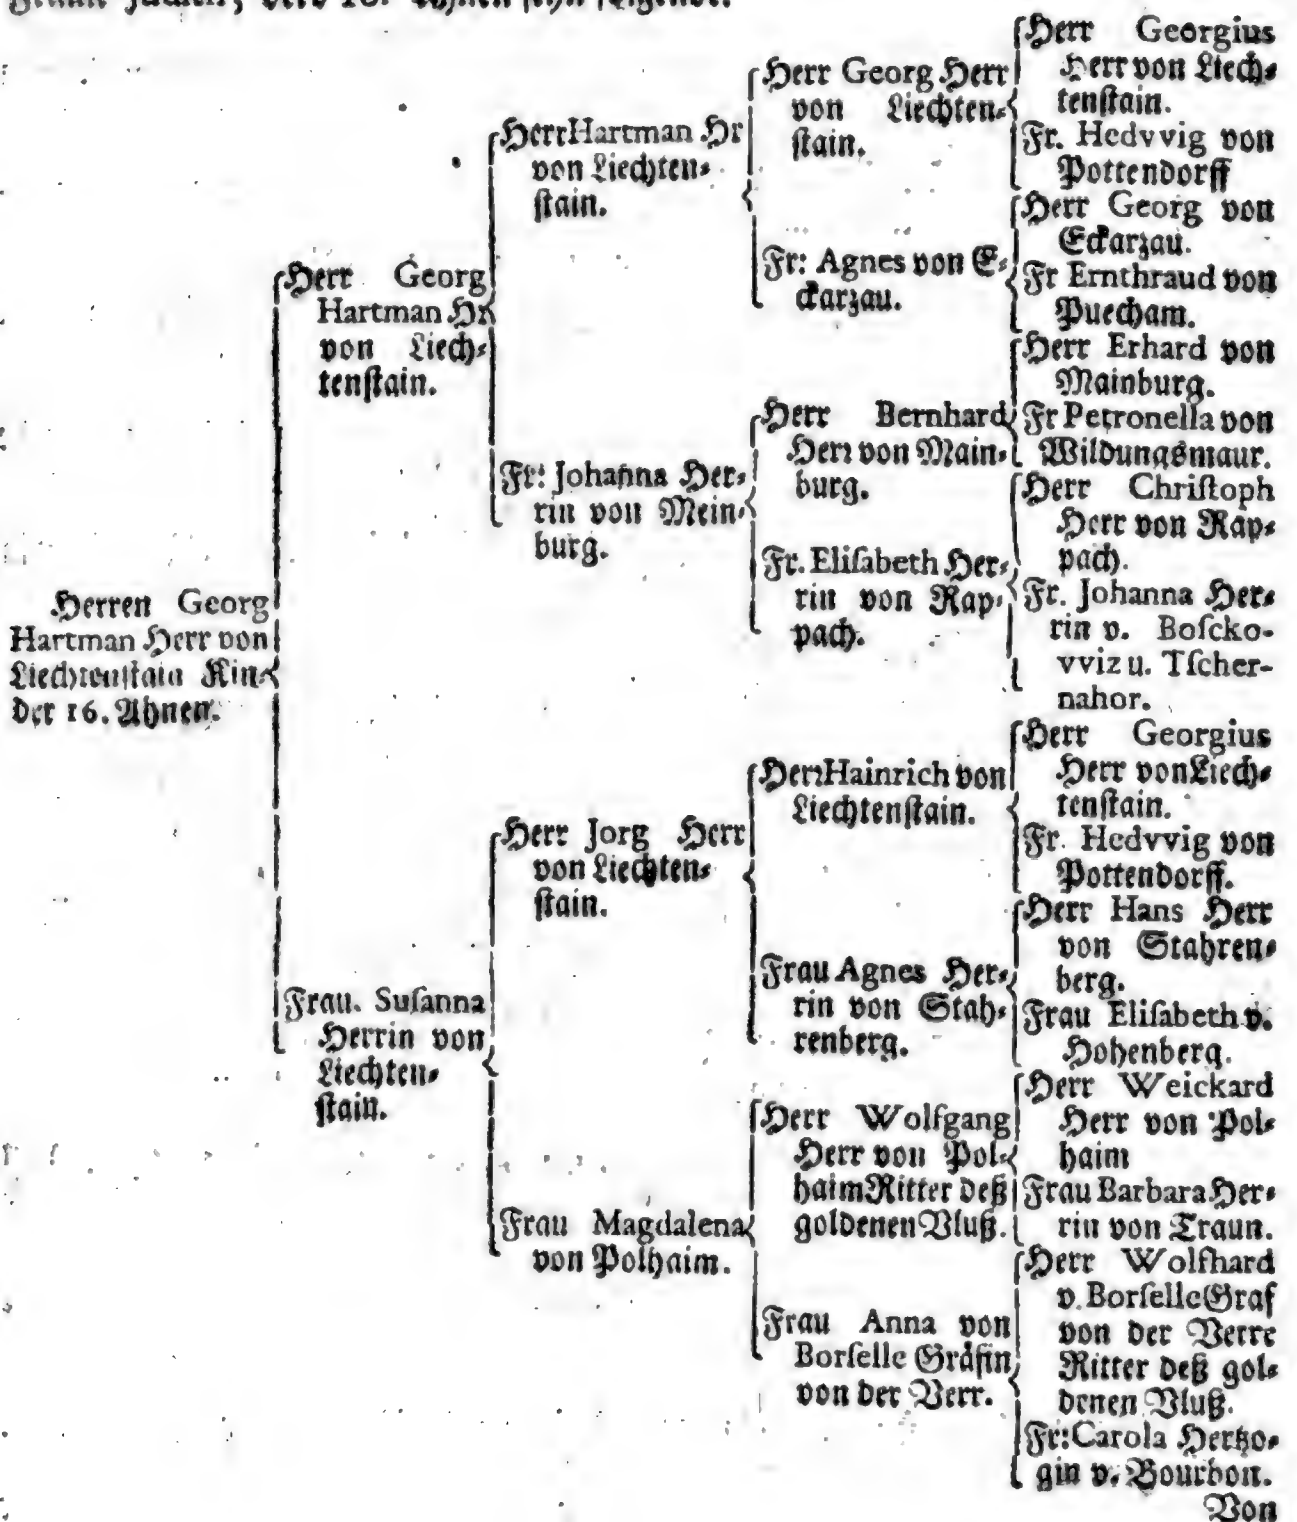 Herren Georg
Hartman Herr von
Liechtenstain Kin-
der 16. Ahnen.
Herr Georg
Hartman Hr
von Liech-
tenstain.
Frau. Susanna
Herrin von
Liechten-
stain.
Herr Hartman Hr
von Liechten-
stain.
Fr: Johanna Her-
rin von Mein-
burg.
Herr Jorg Herr
von Liechten-
stain.
Frau Magdalena
von Polhaim.
Herr Georg Herr
von Liechten-
stain.
Fr: Agnes von E-
ckarzau.
Herr Bernhard
Herr von Main-
burg.
Fr. Elisabeth Her-
rin von Rap-
pach.
Herr Hainrich von
Liechtenstain.
Frau Agnes Her-
rin von Stah-
renberg.
Herr Wolfgang
Herr von Pol-
haim Ritter deß
goldenen Vluß.
Frau Anna von
Borselle Gräfin
von der Verr.
Herr Georgius
Herr von Liech-
tenstain.
Fr. Hedvvig von
Pottendorff
Herr Georg von
Eckarzau.
Fr Ernthraud von
Puecham.
Herr Erhard von
Mainburg.
Fr Petronella von
Wildungsmaur.
Herr Christoph
Herr von Rap-
pach.
Fr. Johanna Her-
rin v. Boscko-
vviz u. Tscher-
nahor.
Herr Georgius
Herr von Liech-
tenstain.
Fr. Hedvvig von
Pottendorff.
Herr Hans Herr
von Stahren-
berg.
Frau Elisabeth v.
Hohenberg.
Herr Weickard
Herr von Pol-
haim
Frau Barbara Her-
rin von Traun.
Herr Wolfhard
v. Borselle Graf
von der Verre
Ritter deß gol-
denen Vluß.
Fr: Carola Hertzo-
gin v. Bourbon.
Von